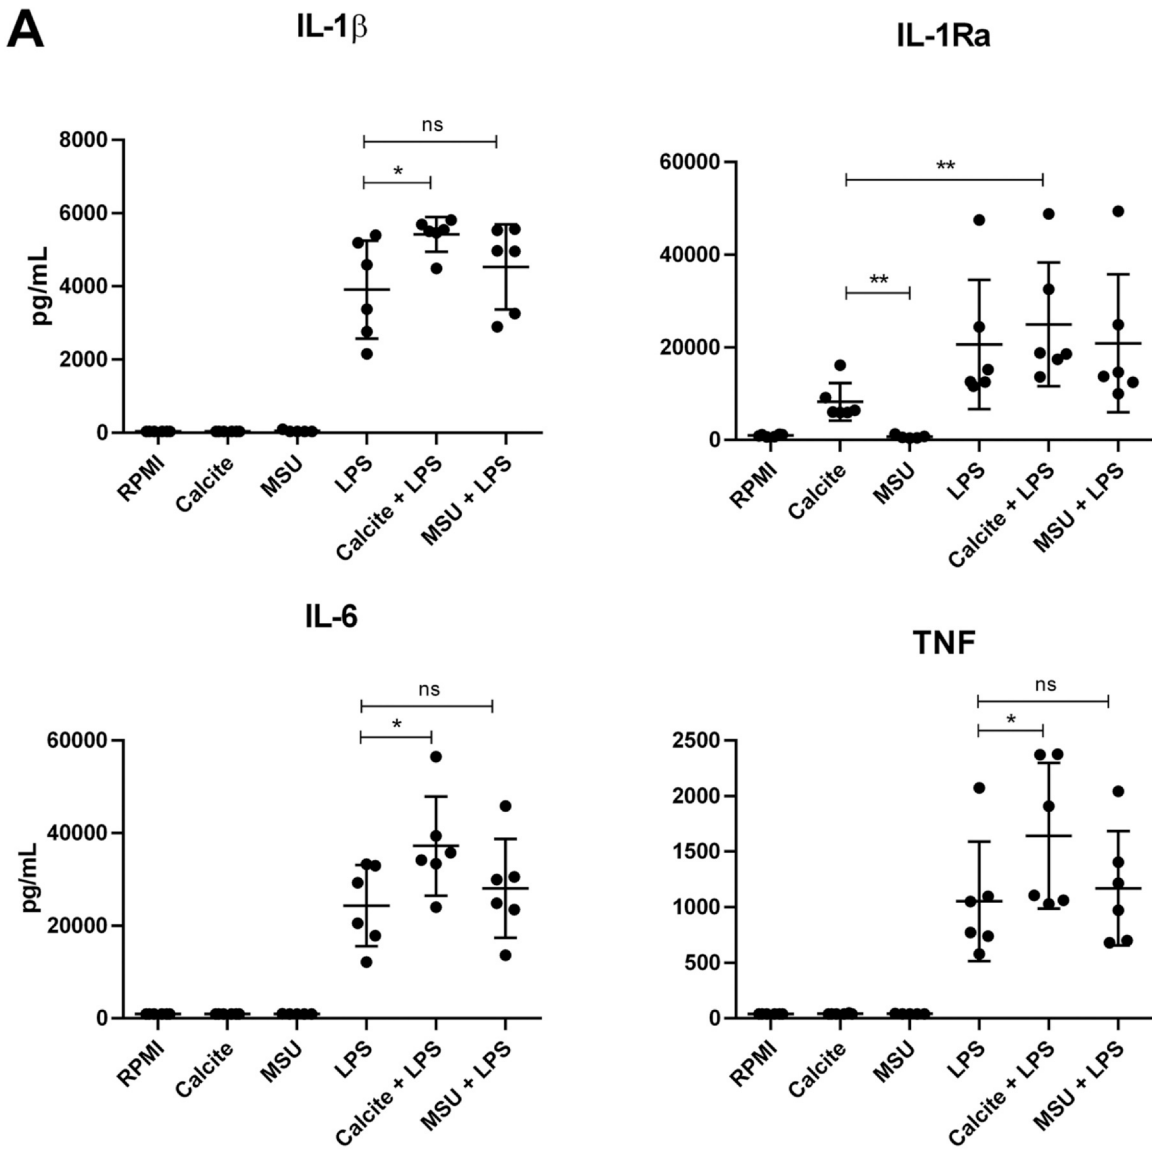 A
IL-1β
pg/mL
8000
6000
4000
2000
0
ns
*
RPMI
Calcite
MSU
LPS
Calcite + LPS
MSU + LPS
IL-1Ra
60000
40000
20000
0
**
**
RPMI
Calcite
MSU
LPS
Calcite + LPS
MSU + LPS
IL-6
pg/mL
60000
40000
20000
0
ns
*
RPMI
Calcite
MSU
LPS
Calcite + LPS
MSU + LPS
TNF
2500
2000
1500
1000
500
0
ns
*
RPMI
Calcite
MSU
LPS
Calcite + LPS
MSU + LPS